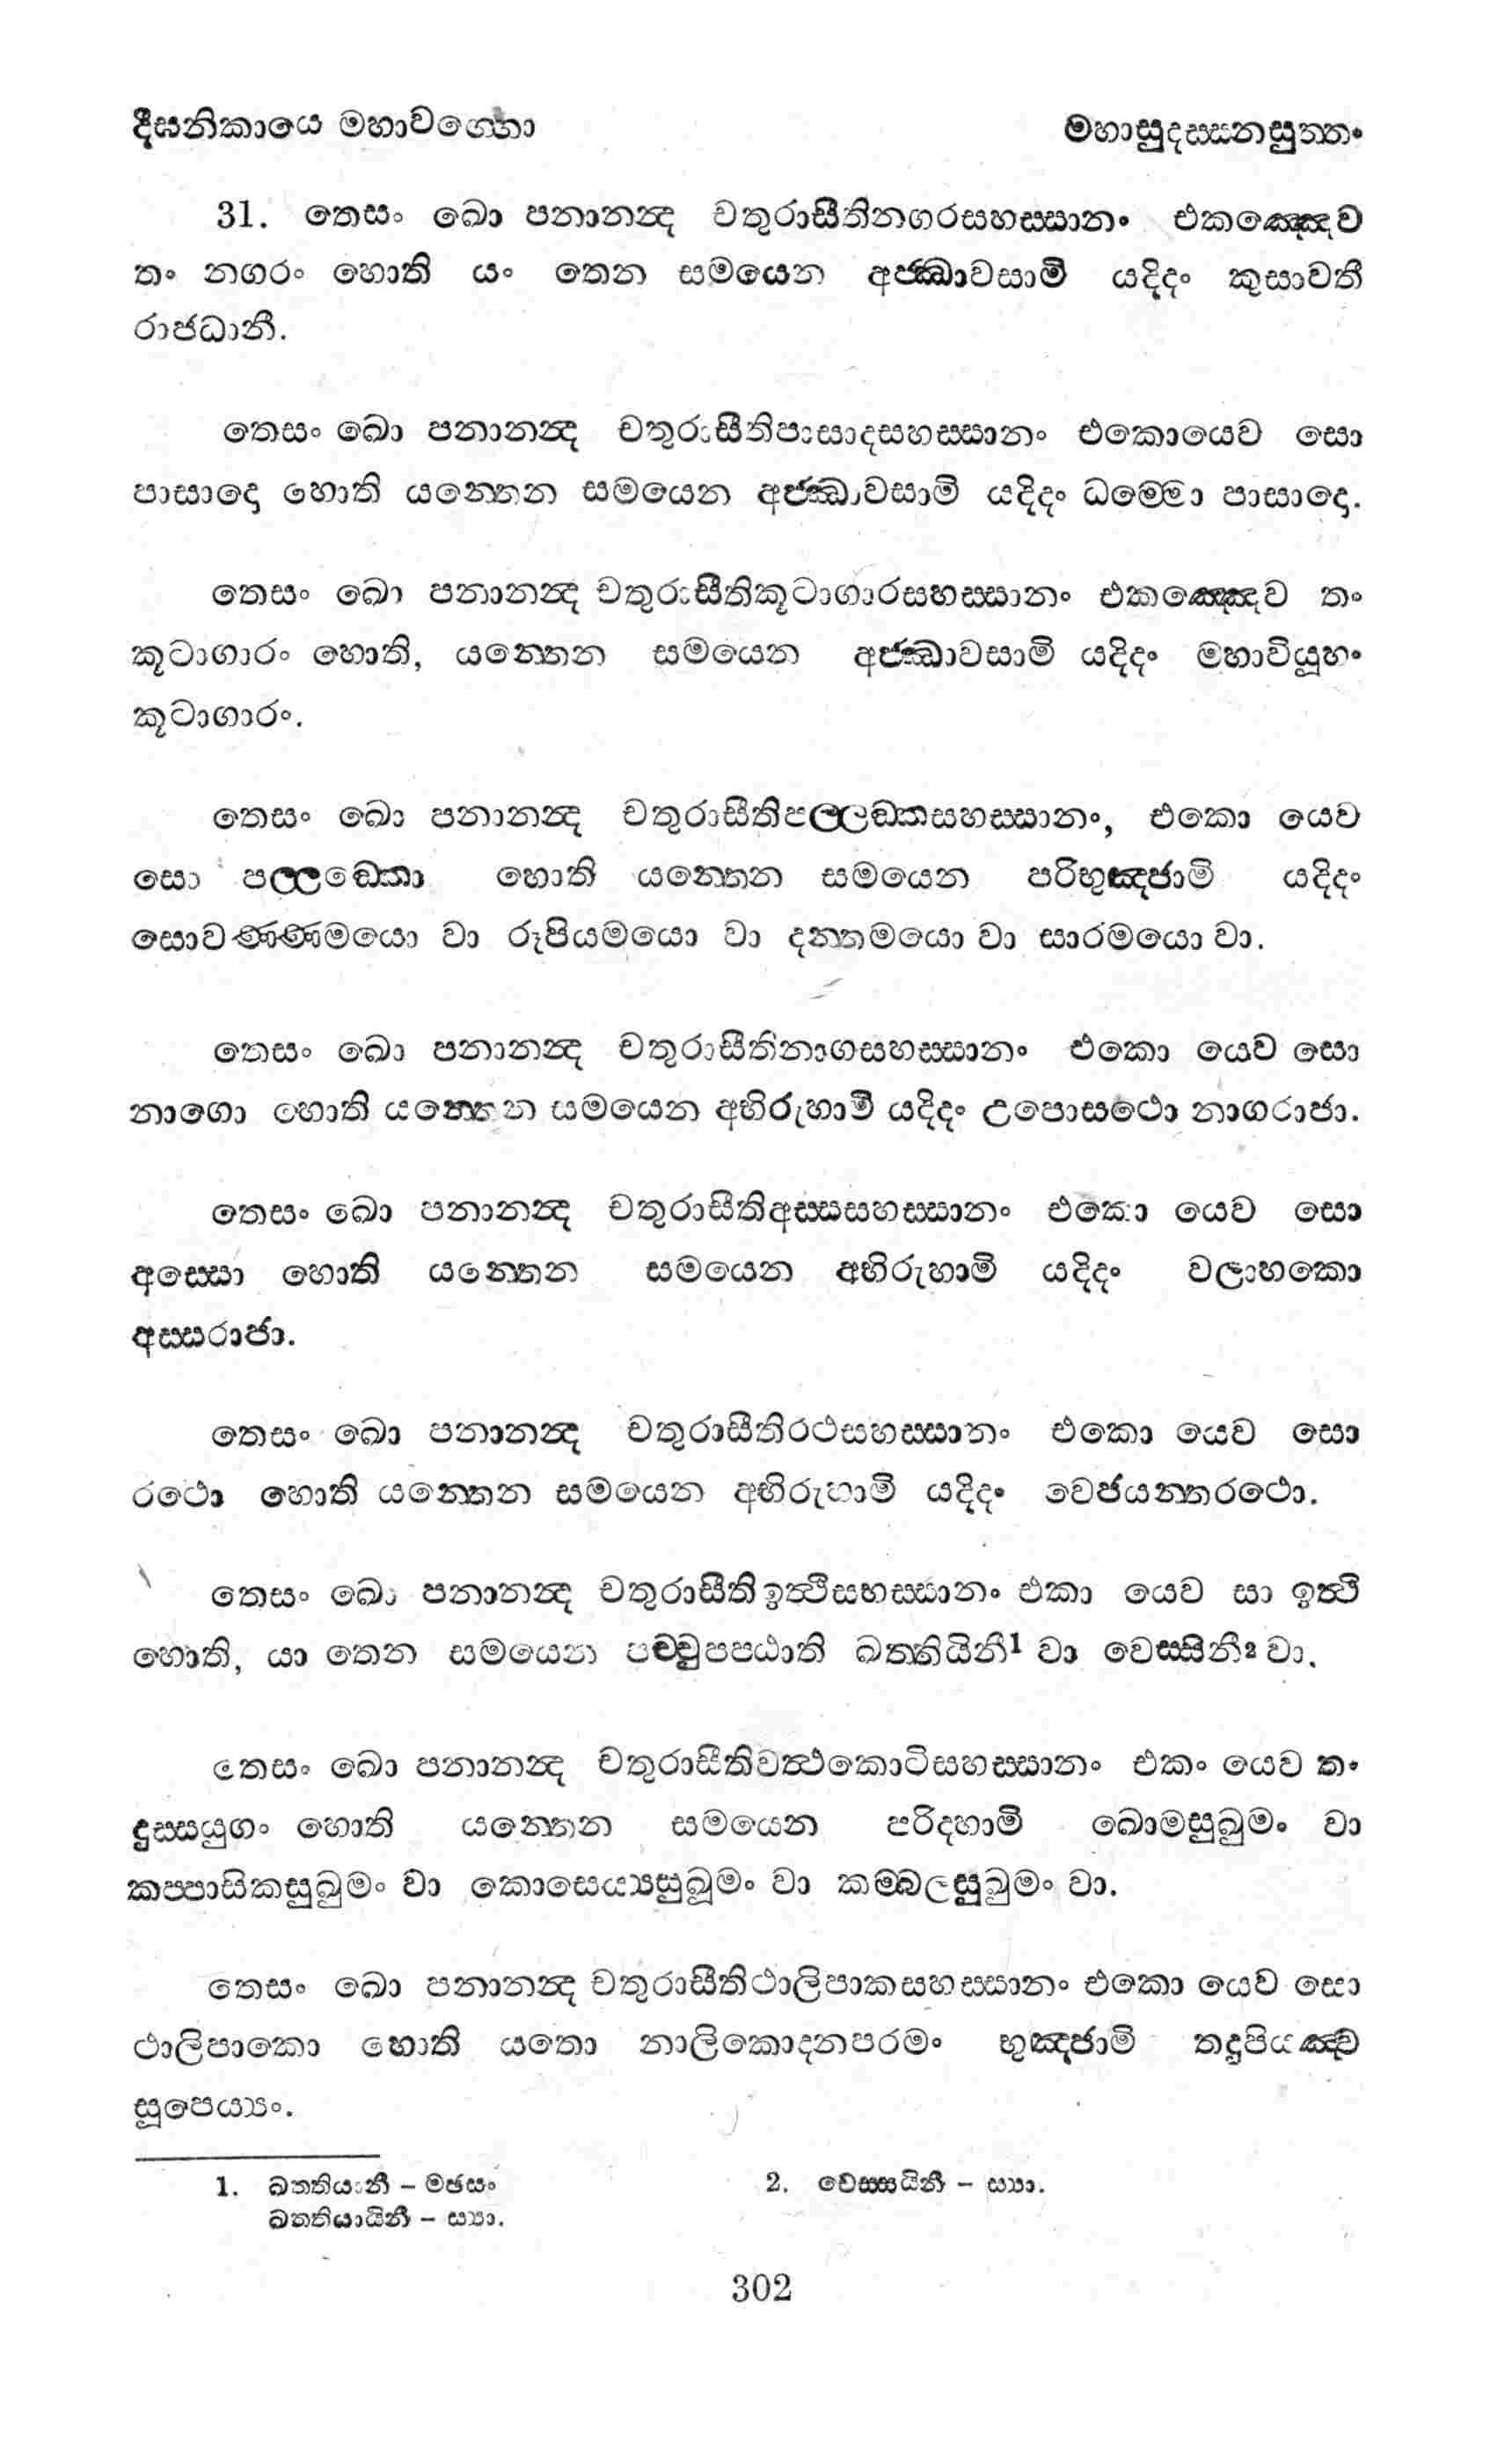 දීඝනිකායෙ මහාවග්ගො
මහාසුදස්සනසුත්තං
31. තෙසං ඛො පනානන්ද චතුරාසීතිනගරසහස්සානං එකඤ්ඤෙව
තං නගරං හොති යං තෙන සමයෙන අජ්ඣාවසාමි යදිදං කුසාවතී
රාජධානී.
තෙසං ඛො පනානන්ද චතුරාසීතිපාසාදසහස්සානං එකොයෙව සො
පාසාදො හොති යන්තෙන සමයෙන අජ්ඣාවසාමි යදිදං ධම්මො පාසාදො.
තෙසං ඛො පනානන්ද චතුරාසීතිකූටාගාරසහස්සානං එකඤ්ඤෙව තං
කූටාගාරං හොති, යන්තෙන සමයෙන අජ්ඣාවසාමි යදිදං මහාවියූහං
කූටාගාරං.
තෙසං ඛො පනානන්ද චතුරාසීතිපල්ලඞ්කසහස්සානං, එකො යෙව
සො පල්ලඞ්කො හොති යන්තෙන සමයෙන පරිභුඤ්ජාමි යදිදං
සොවණ්ණමයො වා රූපියමයො වා දන්තමයො වා සාරමයො වා.
තෙසං ඛො පනානන්ද චතුරාසීතිනාගසහස්සානං එකො යෙව සො
නාගො හොති යන්තෙන සමයෙන අභිරුහාමි යදිදං උපොසථො නාගරාජා.
තෙසං ඛො පනානන්ද චතුරාසීතිඅස්සසහස්සානං එකො යෙව සො
අස්සො හොති යන්තෙන සමයෙන අභිරුහාමි යදිදං වලාහකො
අස්සරාජා.
තෙසං ඛො පනානන්ද චතුරාසීතිරථසහස්සානං එකො යෙව සො
රථො හොති යන්තෙන සමයෙන අභිරුහාමි යදිදං වෙජයන්තරථො.
තෙසං ඛො පනානන්ද චතුරාසීති ඉත්ථිසහස්සානං එකා යෙව සා ඉත්ථි
හොති, යා තෙන සමයෙන පච්චුපපඨාති ඛත්තියිනී1 වා වෙස්සිනී2 වා.
තෙසං ඛො පනානන්ද චතුරාසීතිවත්ථකොටිසහස්සානං එකං යෙව තං
දුස්සයුගං හොති යන්තෙන සමයෙන පරිදහාමි ඛොමසුඛුමං වා
කප්පාසිකසුඛුමං වා කොසෙය්‍යසුඛූමං වා කම්බලසුඛුමං වා.
තෙසං ඛො පනානන්ද චතුරාසීතිථාලිපාකසහස්සානං එකො යෙව සො
ථාලිපාකො හොති යතො නාලිකොදනපරමං භුඤ්ජාමි තදුපියඤ්ච
සූපෙය්‍යං.
1. ඛත්තියානී – මඡසං
2. වෙස්සයිනී – ස්‍යා.
ඛත්තියායිනී – ස්‍යා.
302